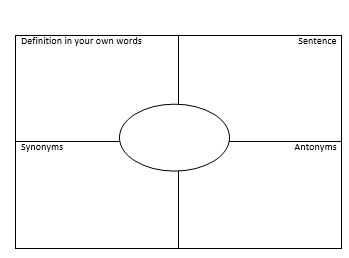 Definition in your own words
Sentence
Synonyms
Antonyms